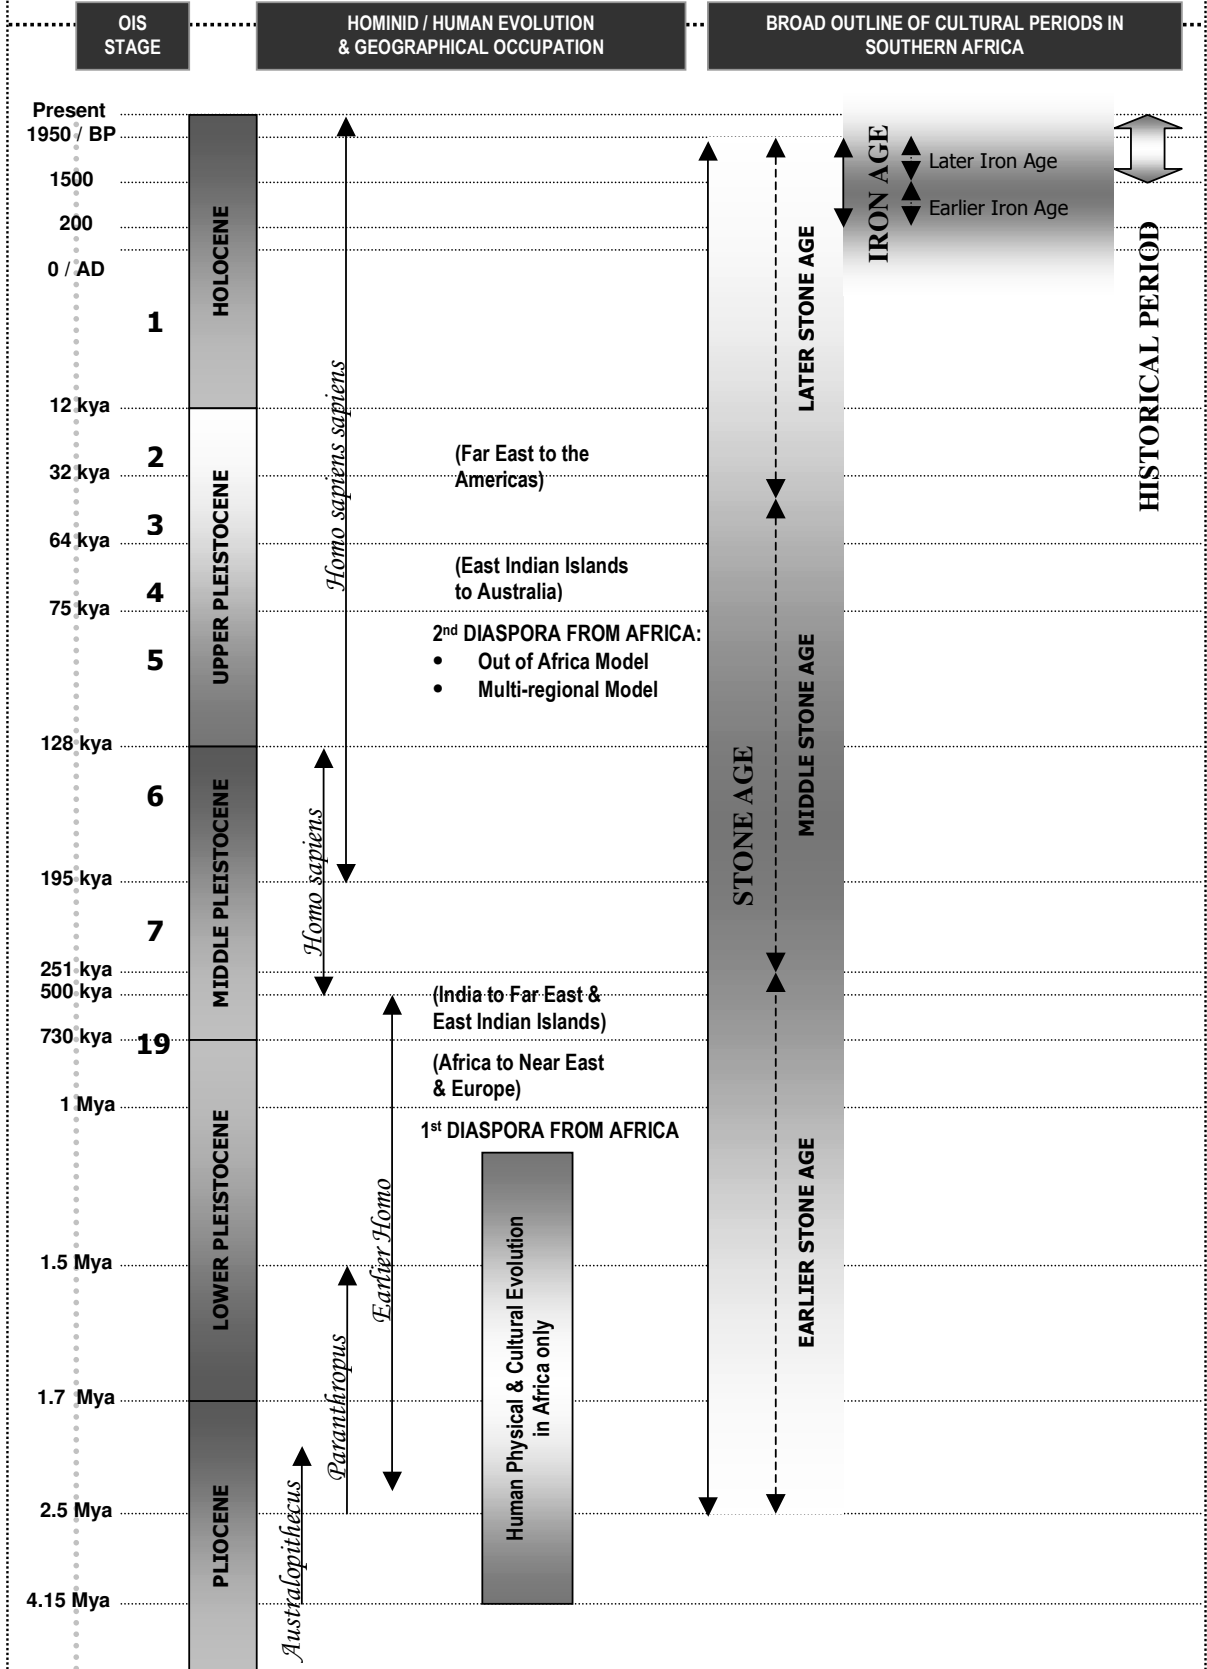 OIS
STAGE
HOMINID / HUMAN EVOLUTION
& GEOGRAPHICAL OCCUPATION
BROAD OUTLINE OF CULTURAL PERIODS IN
SOUTHERN AFRICA
Present
1950 / BP
1500
200
0 / AD
12 kya
32 kya
64 kya
75 kya
128 kya
195 kya
251 kya
500 kya
730 kya
1 Mya
1.5 Mya
1.7 Mya
2.5 Mya
4.15 Mya
1
2
3
4
5
6
7
19
HOLOCENE
UPPER PLEISTOCENE
MIDDLE PLEISTOCENE
LOWER PLEISTOCENE
PLIOCENE
Homo sapiens sapiens
Homo sapiens
Earlier Homo
Paranthropus
Australopithecus
(Far East to the
Americas)
(East Indian Islands
to Australia)
2nd DIASPORA FROM AFRICA:
• Out of Africa Model
• Multi-regional Model
(India to Far East &
East Indian Islands)
(Africa to Near East
& Europe)
1st DIASPORA FROM AFRICA
Human Physical & Cultural Evolution
in Africa only
STONE AGE
LATER STONE AGE
MIDDLE STONE AGE
EARLIER STONE AGE
IRON AGE
Later Iron Age
Earlier Iron Age
HISTORICAL PERIOD